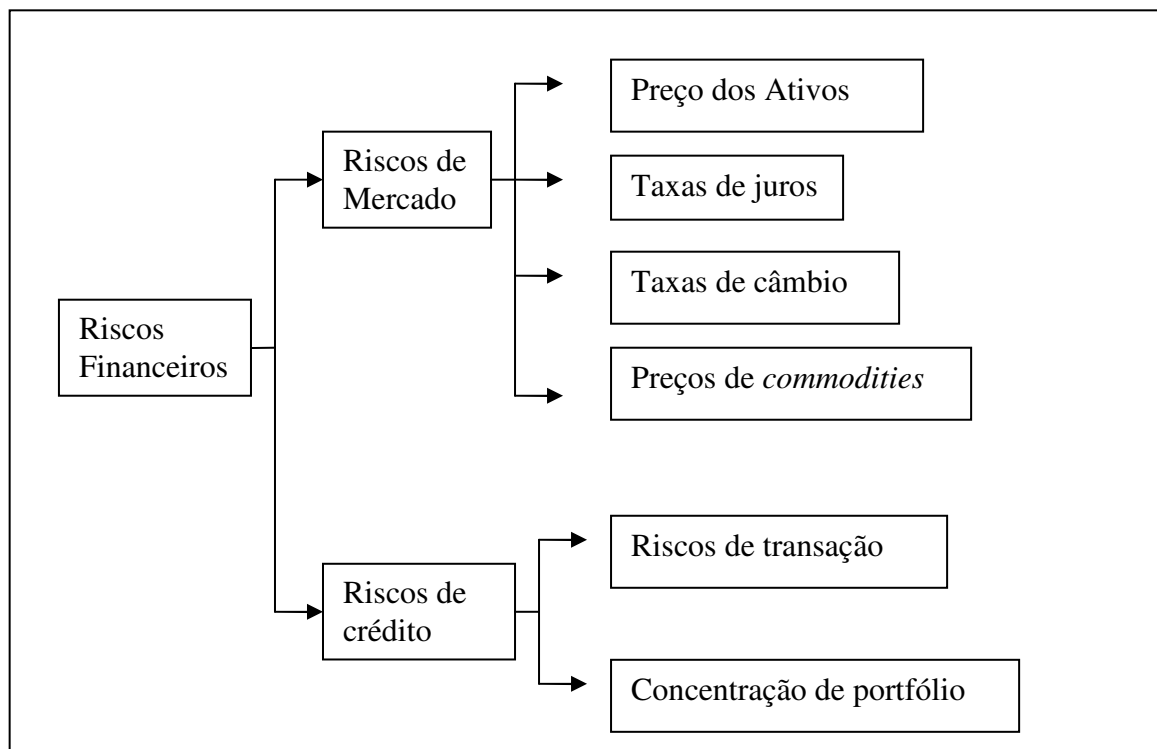 Preço dos Ativos
Riscos de
Mercado
Taxas de juros
Taxas de câmbio
Riscos
Financeiros
Preços de commodities
Riscos de transação
Riscos de
crédito
Concentração de portfólio